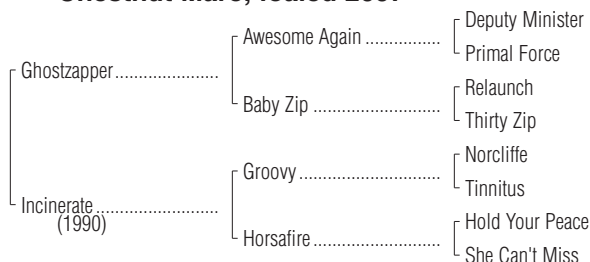 Awesome Again
Deputy Minister
Primal Force
Ghostzapper
Baby Zip
Relaunch
Thirty Zip
Incinerate
(1990)
Groovy
Norcliffe
Tinnitus
Horsafire
Hold Your Peace
She Can't Miss